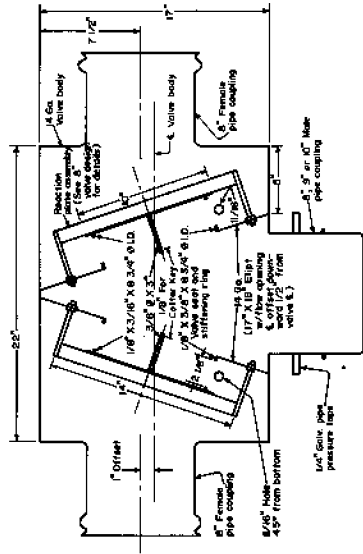 22"
17"
7 1/2"
14 Ga.
Valve body
Reaction
plate assembly
(See 8"
valve design
for details)
10"
℄ Valve body
8" Female
pipe coupling
8"
8", 9" or 10" Male
pipe coupling
1/8" X 3/16" X 8 3/4" Ø I.D.
3/8" Ø X 3"
1/8" For
Cotter Key
1/8" X 3/8" X 8 3/4" Ø I.D.
Valve seat and
stiffening ring
11/16"
14 Ga.
(17" X 18" Elipt
w/flow opening
℄ offset down-
ward 1/2" from
valve ℄)
1" Offset
8" Female
pipe coupling
5/16" Hole
45° from bottom
1/4" Galv. pipe
pressure taps